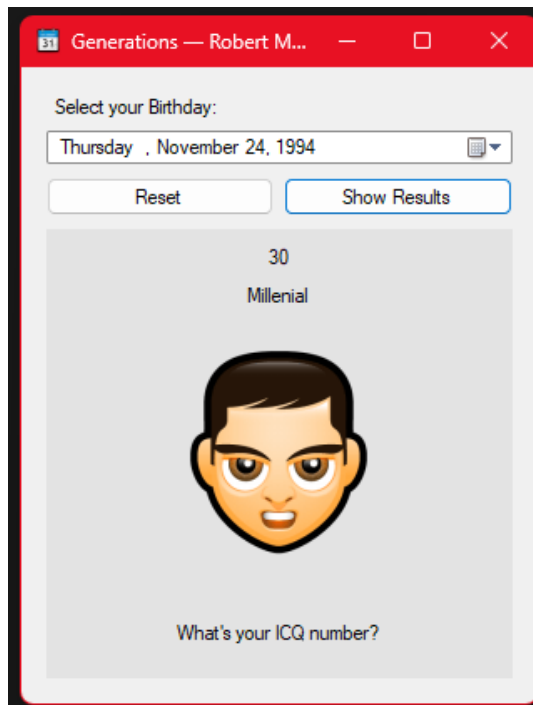 31 Generations — Robert M...
Select your Birthday:
Thursday , November 24, 1994
Reset Show Results
30
Millenial
What's your ICQ number?